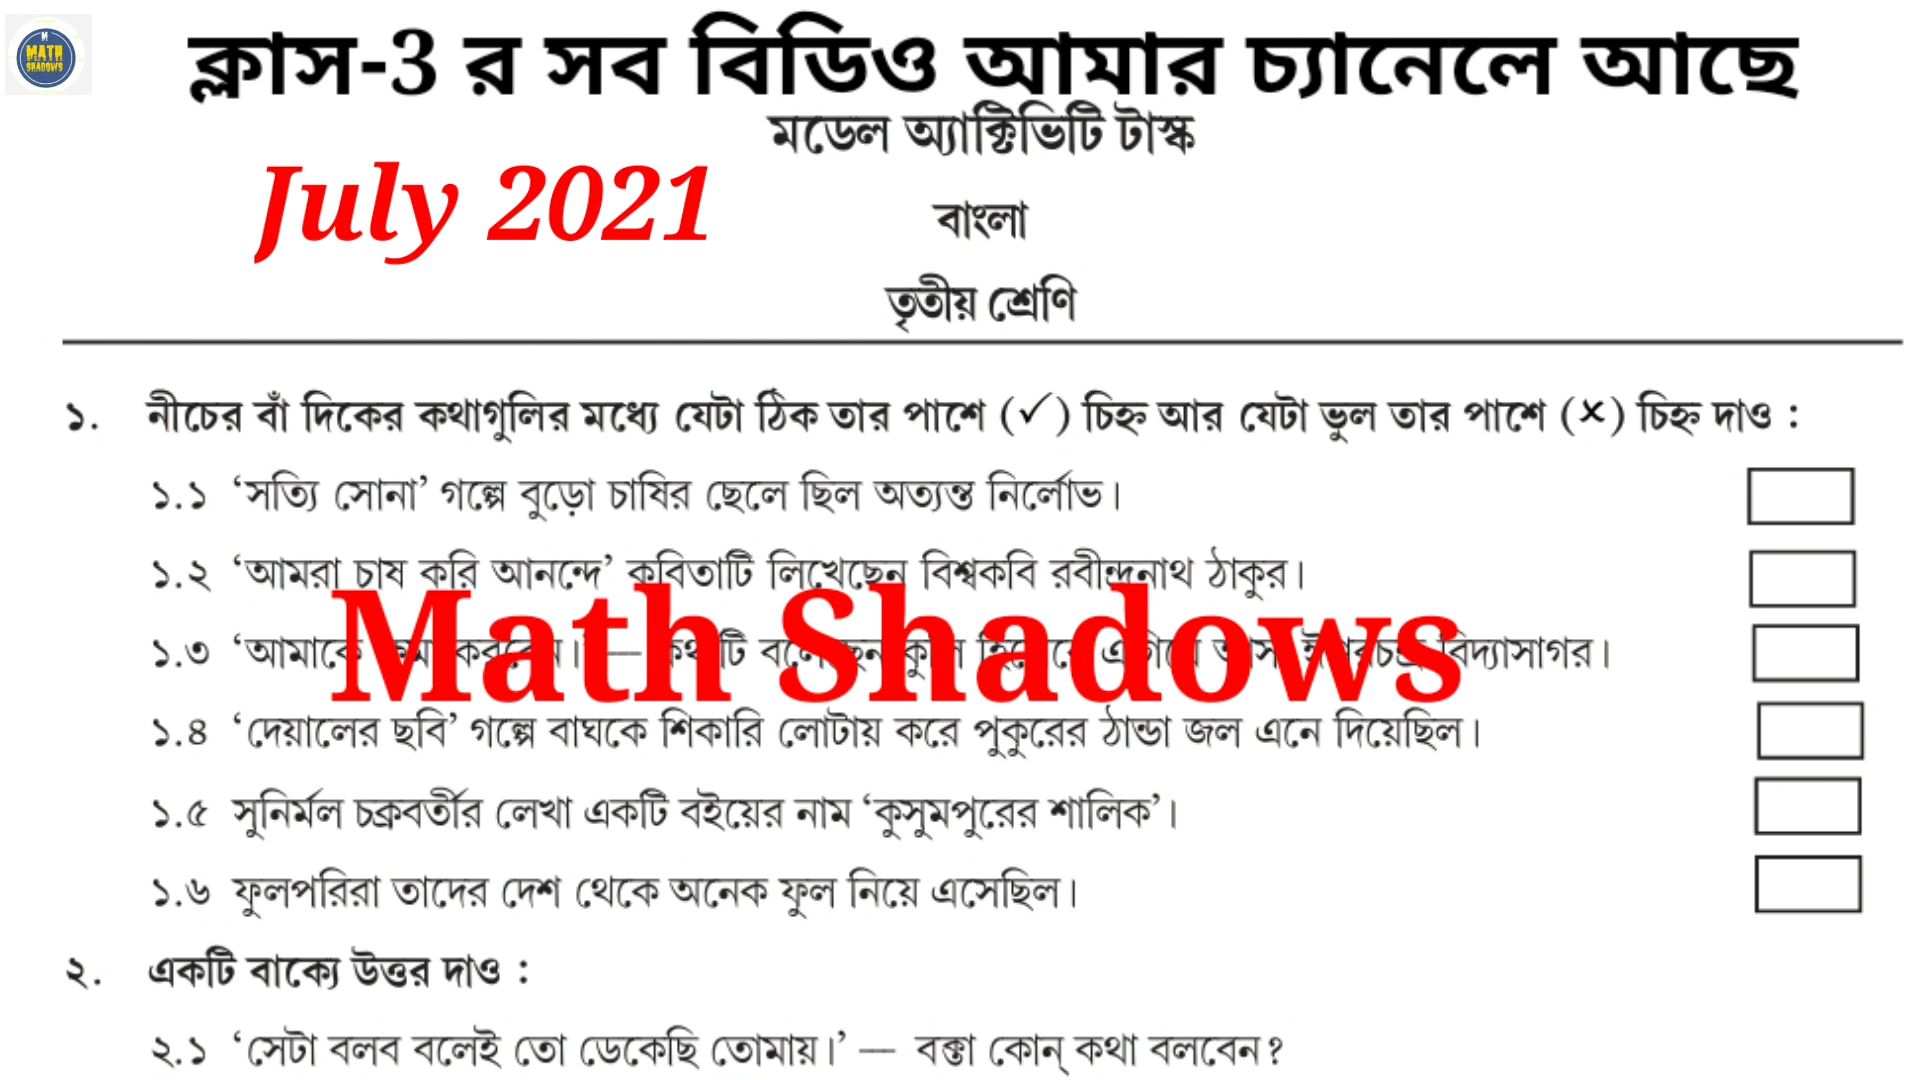 M
MATH
SHADOWS
ক্লাস-3 র সব বিডিও আমার চ্যানেলে আছে
মডেল অ্যাক্টিভিটি টাস্ক
July 2021
বাংলা
তৃতীয় শ্রেণি
১. নীচের বাঁ দিকের কথাগুলির মধ্যে যেটা ঠিক তার পাশে (✓) চিহ্ন আর যেটা ভুল তার পাশে (×) চিহ্ন দাও :
১.১ ‘সত্যি সোনা’ গল্পে বুড়ো চাষির ছেলে ছিল অত্যন্ত নির্লোভ।
১.২ ‘আমরা চাষ করি আনন্দে’ কবিতাটি লিখেছেন বিশ্বকবি রবীন্দ্রনাথ ঠাকুর।
Math Shadows
১.৩ ‘আমাকে — বিদ্যাসাগর।
১.৪ ‘দেয়ালের ছবি’ গল্পে বাঘকে শিকারি লোটায় করে পুকুরের ঠান্ডা জল এনে দিয়েছিল।
১.৫ সুনির্মল চক্রবর্তীর লেখা একটি বইয়ের নাম ‘কুসুমপুরের শালিক’।
১.৬ ফুলপরিরা তাদের দেশ থেকে অনেক ফুল নিয়ে এসেছিল।
২. একটি বাক্যে উত্তর দাও :
২.১ ‘সেটা বলব বলেই তো ডেকেছি তোমায়।’ — বক্তা কোন্ কথা বলবেন?